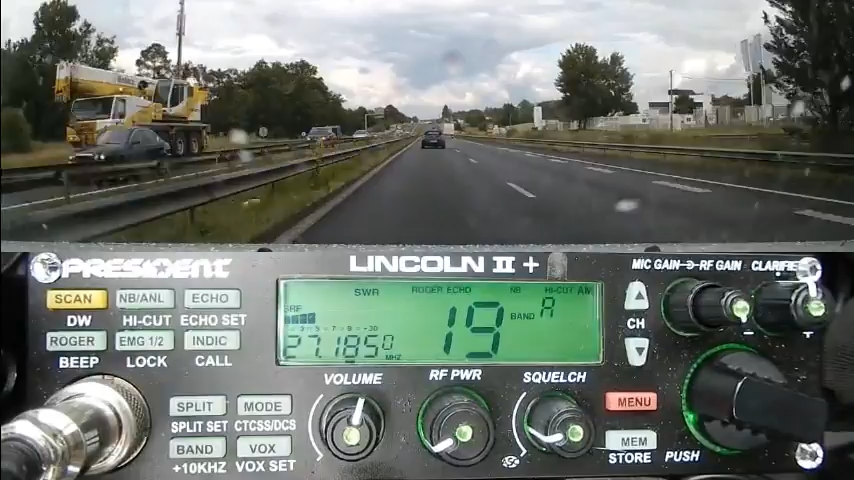 PRESIDENT
LINCOLN II +
MIC GAIN RF GAIN CLARIFIER
SCAN NB/ANL ECHO
DW HI-CUT ECHO SET
ROGER EMG 1/2 INDIC
BEEP LOCK CALL
SPLIT MODE
SPLIT SET CTCSS/DCS
BAND VOX
+10KHZ VOX SET
SWR ROGER ECHO NB HI-CUT AM
SRF
19 BAND A
27.1850 MHZ
VOLUME RF PWR SQUELCH
CH
MENU
MEM
STORE PUSH